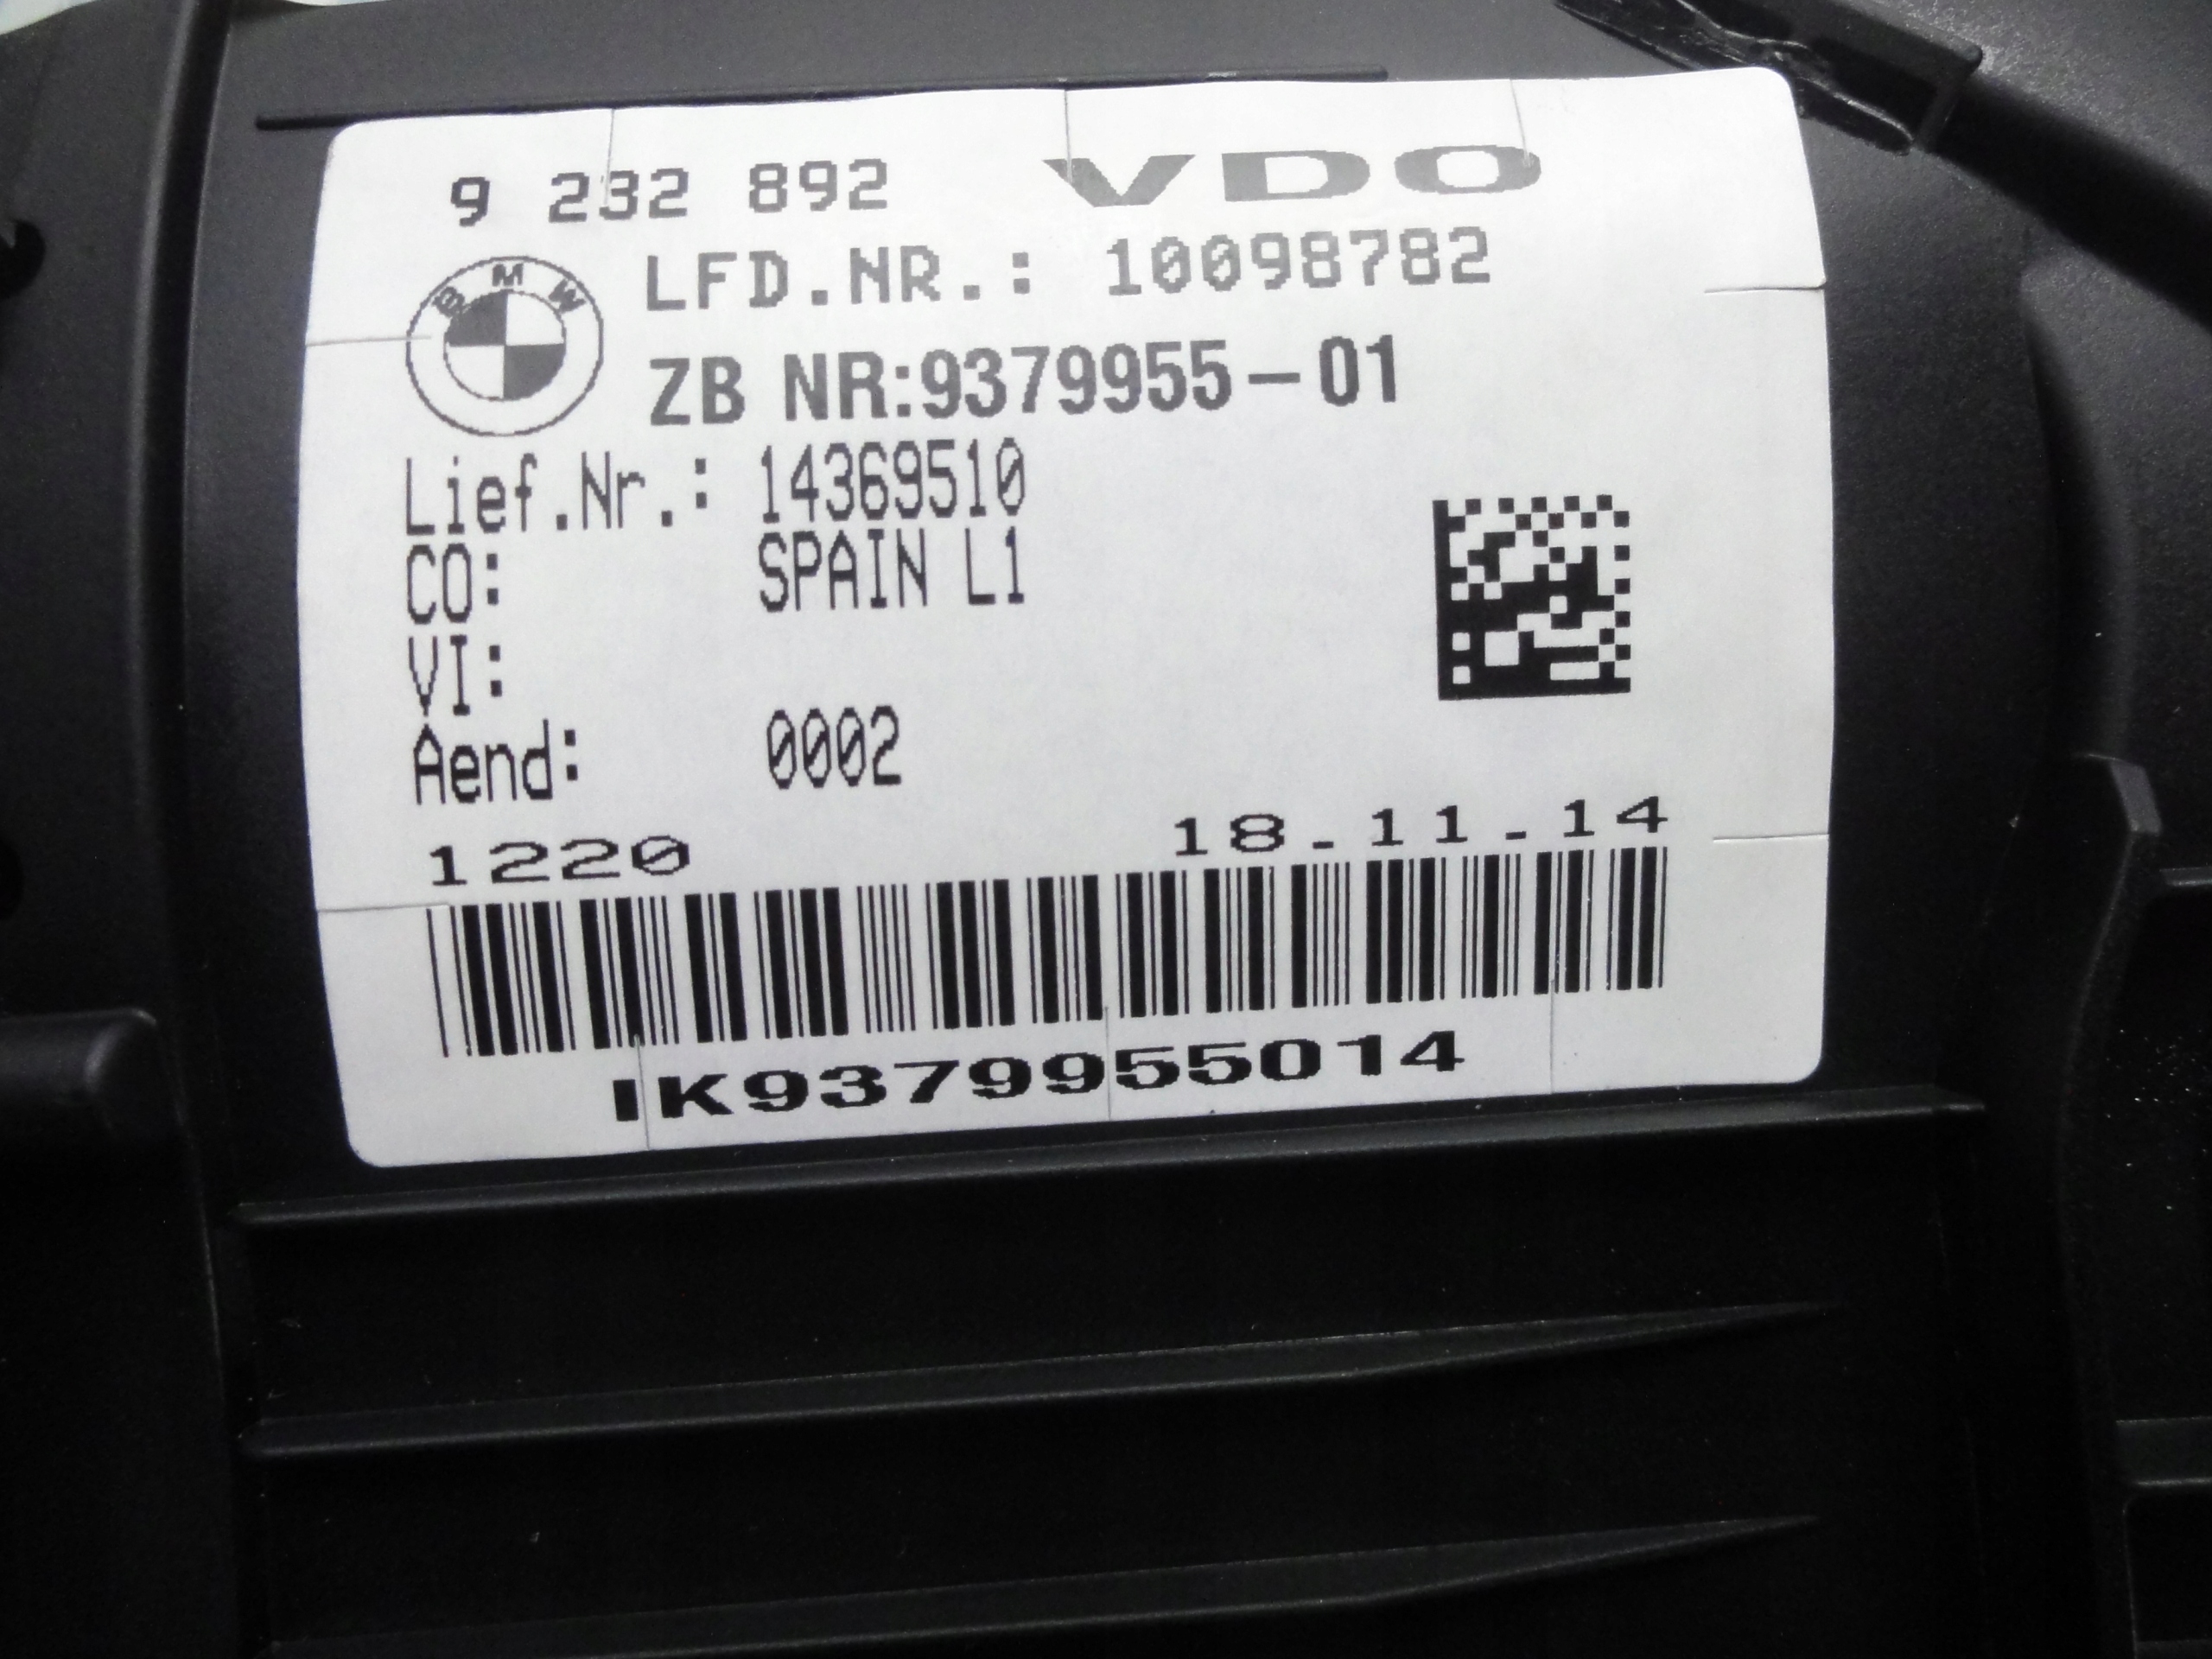 9 232 892 VDO
BMW
LFD.NR.: 10098782
ZB NR:9379955-01
Lief.Nr.: 14369510
CO: SPAIN L1
VI:
Aend: 0002
1220 18.11.14
IK9379955014